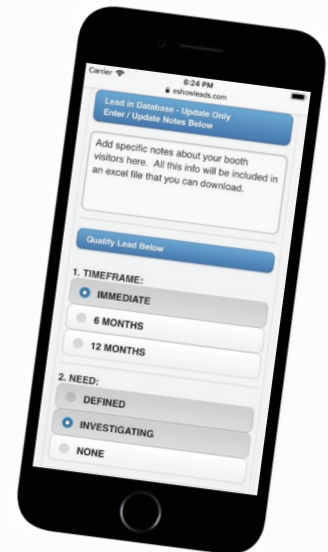 Carrier
6:24 PM
eshowleads.com
Lead in Database - Update Only
Enter / Update Notes Below
Add specific notes about your booth
visitors here. All this info will be included in
an excel file that you can download.
Qualify Lead Below
1. TIMEFRAME:
IMMEDIATE
6 MONTHS
12 MONTHS
2. NEED:
DEFINED
INVESTIGATING
NONE